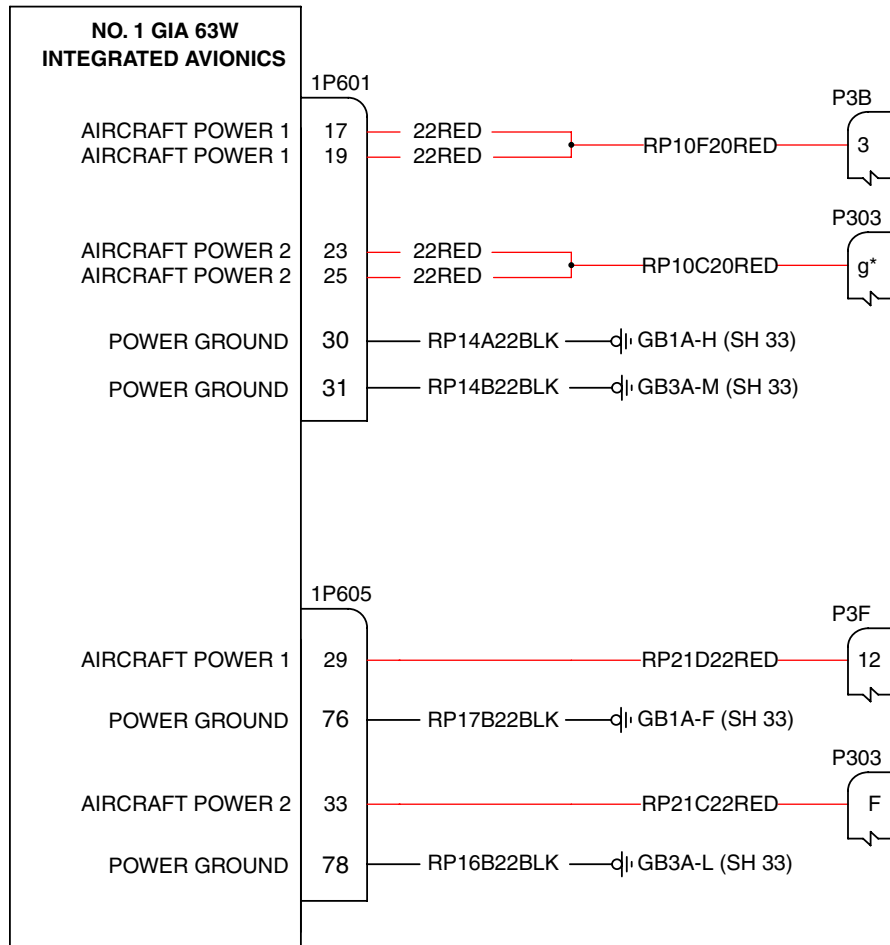 NO. 1 GIA 63W
INTEGRATED AVIONICS
1P601
P3B
AIRCRAFT POWER 1 17 22RED
RP10F20RED 3
AIRCRAFT POWER 1 19 22RED
P303
AIRCRAFT POWER 2 23 22RED
RP10C20RED g*
AIRCRAFT POWER 2 25 22RED
POWER GROUND 30 RP14A22BLK GB1A-H (SH 33)
POWER GROUND 31 RP14B22BLK GB3A-M (SH 33)
1P605
P3F
AIRCRAFT POWER 1 29 RP21D22RED 12
POWER GROUND 76 RP17B22BLK GB1A-F (SH 33)
P303
AIRCRAFT POWER 2 33 RP21C22RED F
POWER GROUND 78 RP16B22BLK GB3A-L (SH 33)